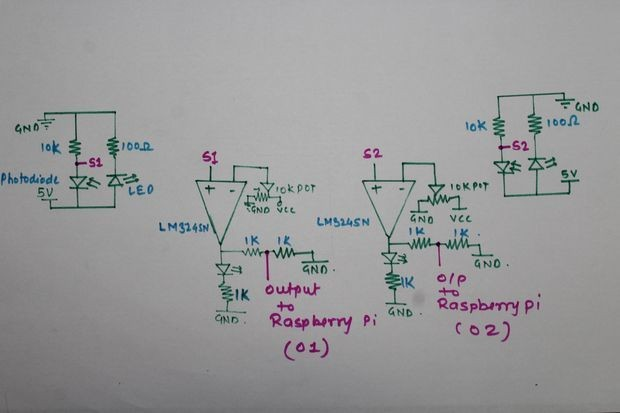 GND
10K
S1
100Ω
Photodiode
5V
LED
S1
+ -
10K POT
GND VCC
LM324SN
1K 1K
GND.
1K
GND.
output
to
Raspberry Pi
(01)
S2
+ -
10K POT
GND VCC
LM324SN
1K 1K.
GND.
1K
GND.
O/P
to
Raspberry Pi
(02)
GND
10K
100Ω
S2
5V